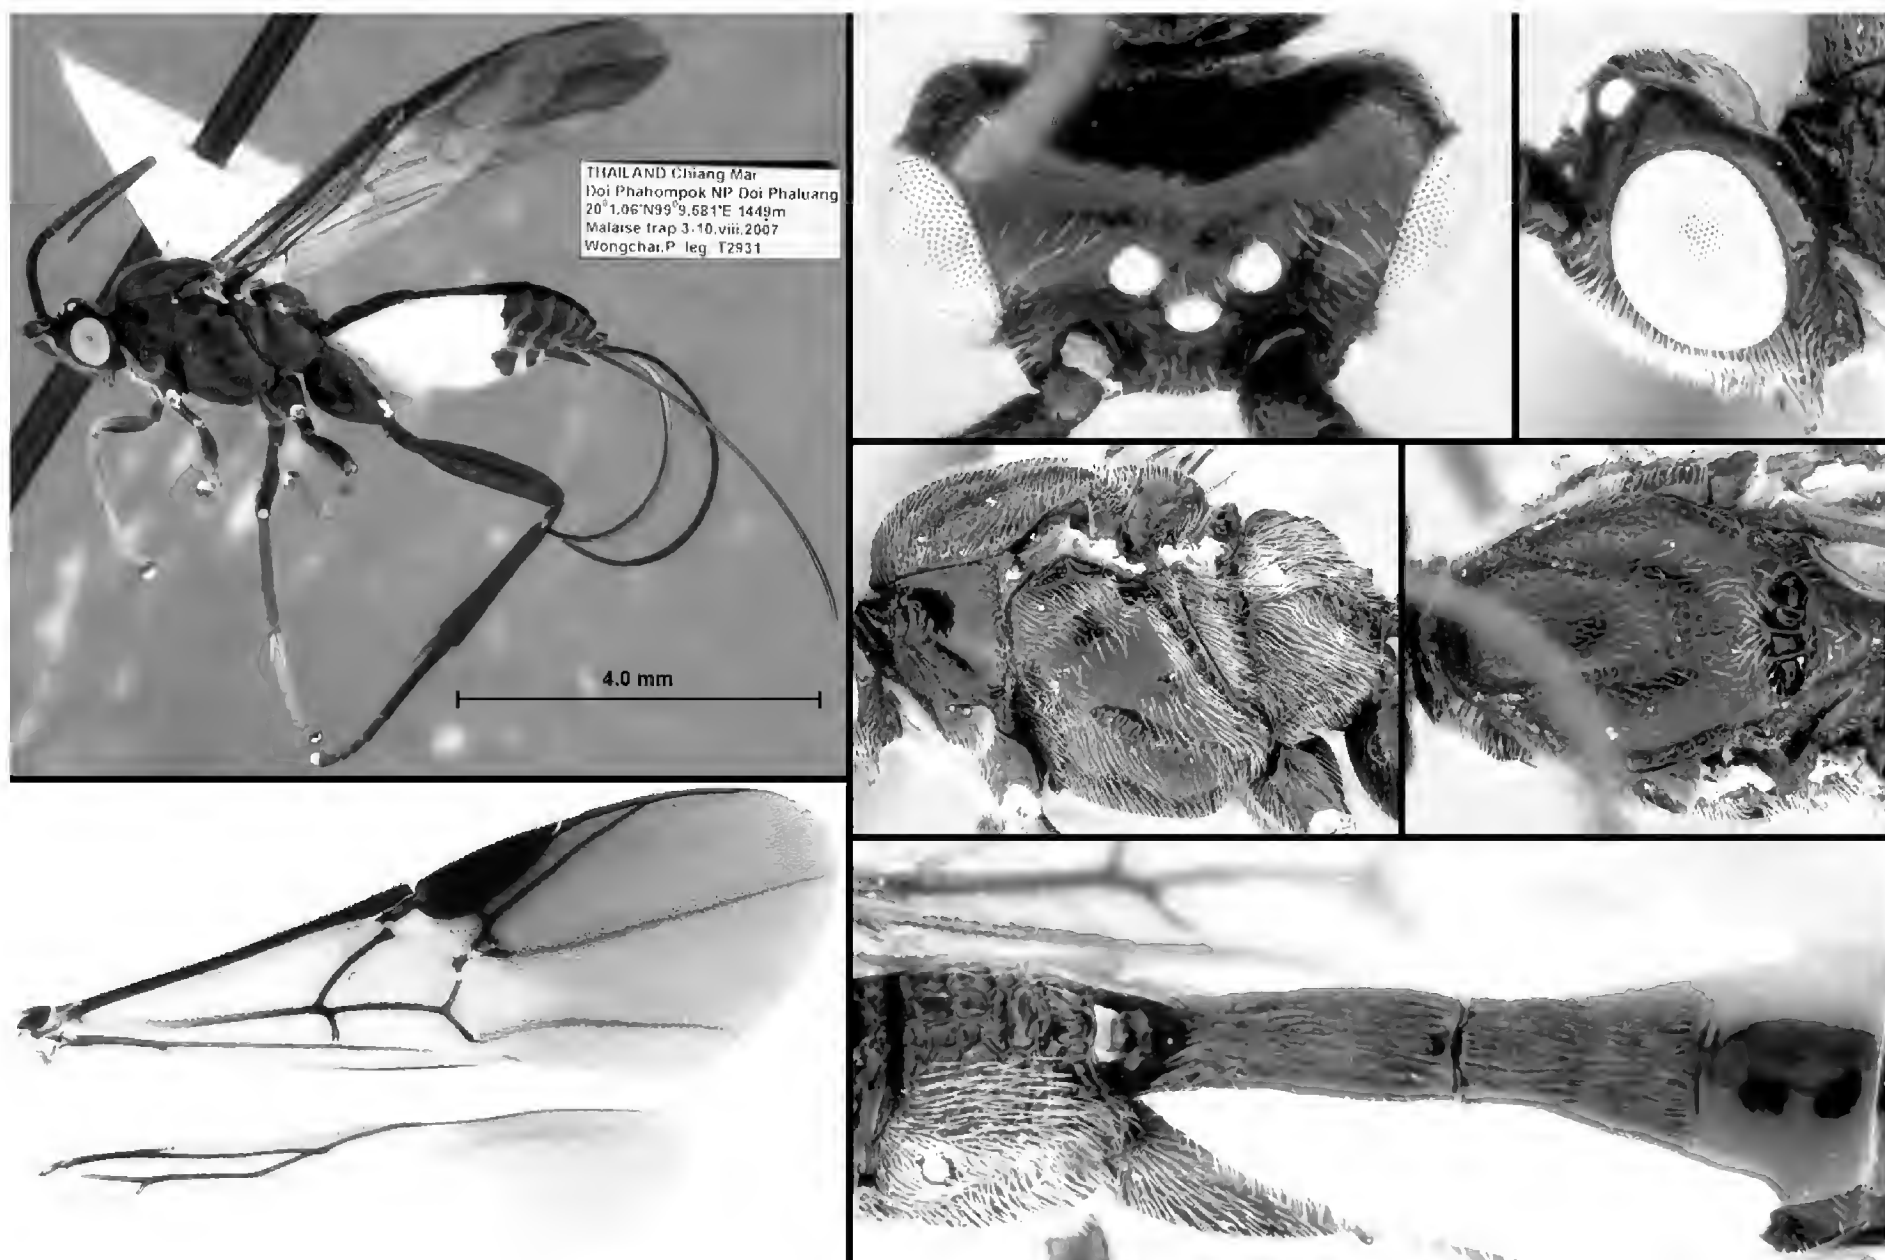 THAILAND Chiang Mai
Doi Phahompok NP Doi Phaluang
20°1.06'N99°9.581'E 1449m
Malaise trap 3-10.viii.2007
Wongchai.P leg T2931
4.0 mm